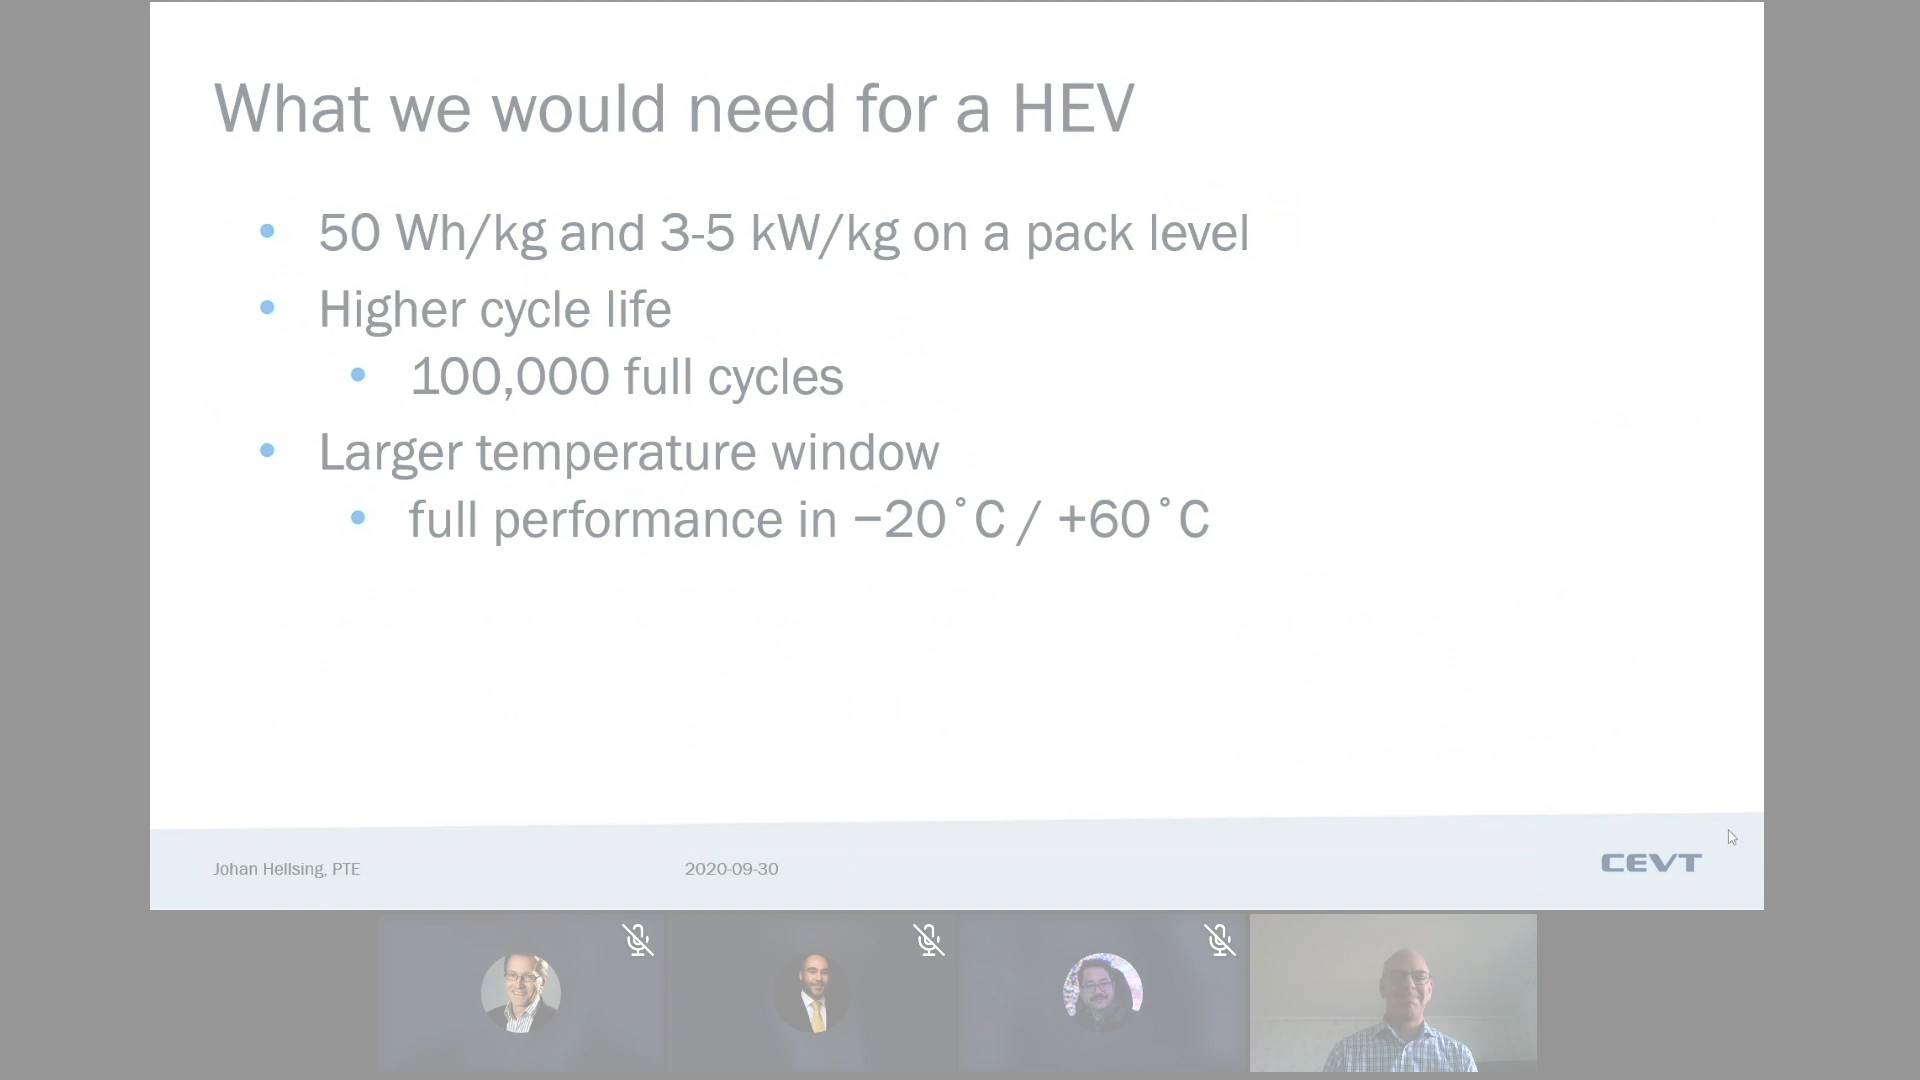 What we would need for a HEV
• 50 Wh/kg and 3-5 kW/kg on a pack level
• Higher cycle life
• 100,000 full cycles
• Larger temperature window
• full performance in −20˚C / +60˚C
Johan Hellsing, PTE
2020-09-30
CEVT